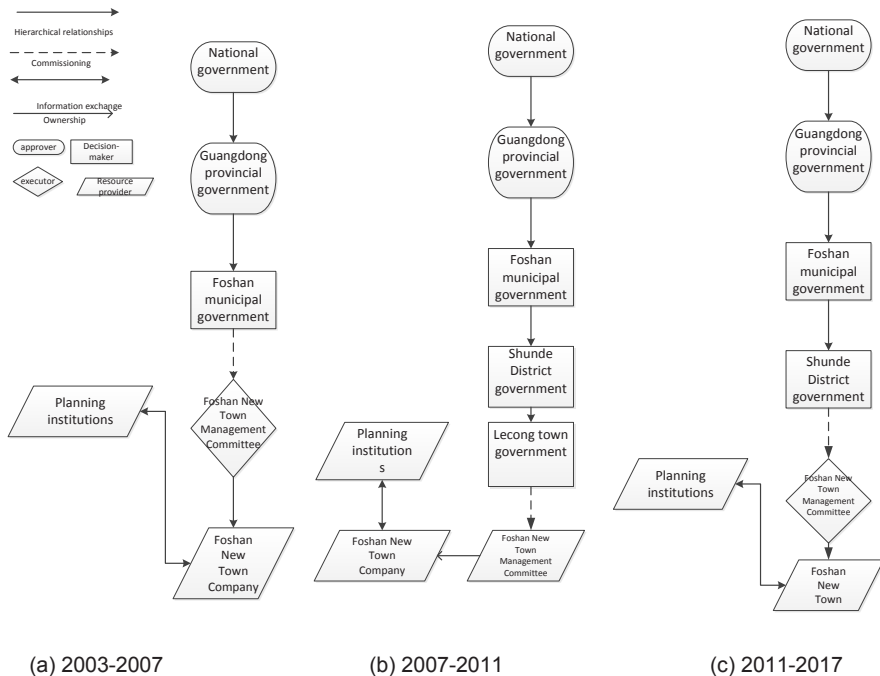 Hierarchical relationships
Commissioning
Information exchange
Ownership
approver
Decision-
maker
executor
Resource
provider
National
government
Guangdong
provincial
government
Foshan
municipal
government
Foshan New
Town
Management
Committee
Planning
institutions
Foshan
New
Town
Company
(a) 2003-2007
National
government
Guangdong
provincial
government
Foshan
municipal
government
Shunde
District
government
Lecong town
government
Planning
institution
s
Foshan New
Town
Company
Foshan New
Town
Management
Committee
(b) 2007-2011
National
government
Guangdong
provincial
government
Foshan
municipal
government
Shunde
District
government
Foshan New
Town
Management
Committee
Planning
institutions
Foshan
New
Town
(c) 2011-2017